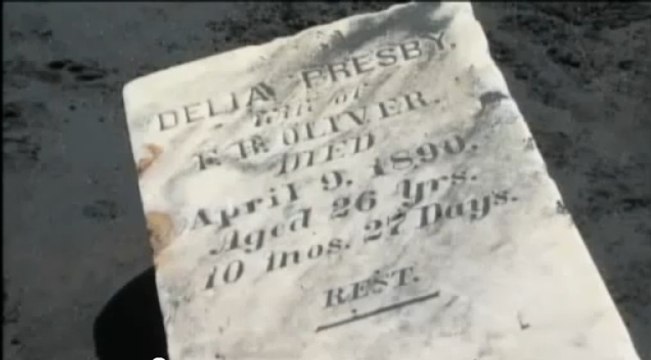 DELIA PRESBY.
wife of
F. B. OLIVER.
DIED
April 9, 1890.
Aged 26 Yrs.
10 mos. 27 Days.
REST.